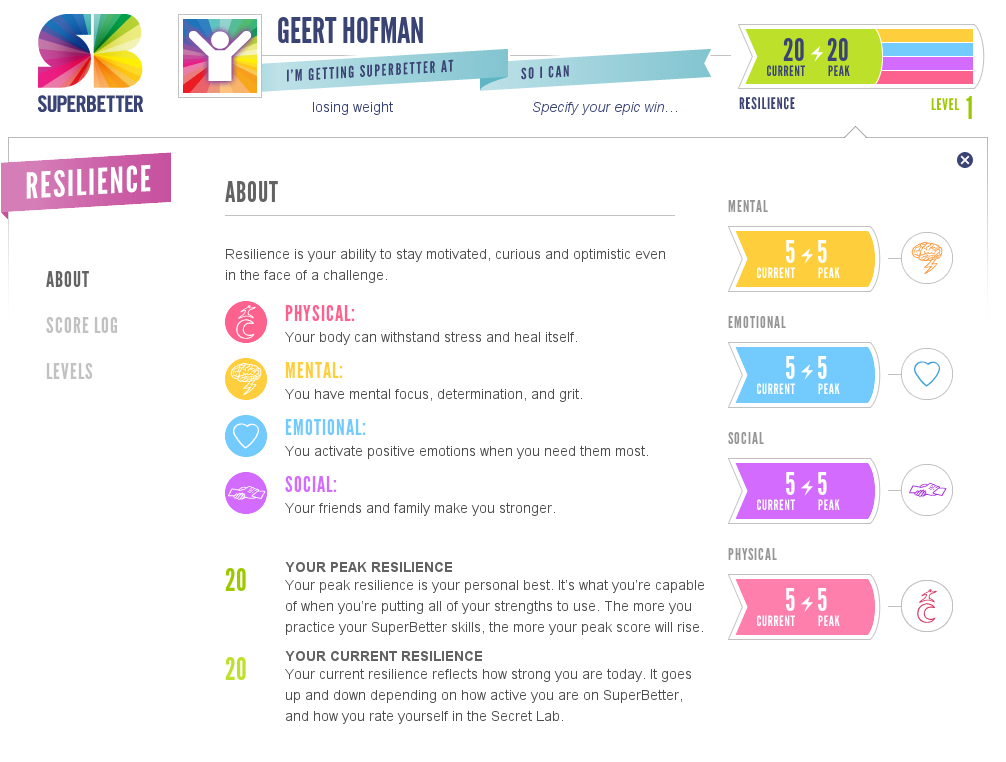 SUPERBETTER
GEERT HOFMAN
I'M GETTING SUPERBETTER AT
SO I CAN
losing weight
Specify your epic win...
20 20
CURRENT PEAK
RESILIENCE
LEVEL 1
RESILIENCE
ABOUT
SCORE LOG
LEVELS
ABOUT
Resilience is your ability to stay motivated, curious and optimistic even
in the face of a challenge.
PHYSICAL:
Your body can withstand stress and heal itself.
MENTAL:
You have mental focus, determination, and grit.
EMOTIONAL:
You activate positive emotions when you need them most.
SOCIAL:
Your friends and family make you stronger.
20
YOUR PEAK RESILIENCE
Your peak resilience is your personal best. It's what you're capable
of when you're putting all of your strengths to use. The more you
practice your SuperBetter skills, the more your peak score will rise.
20
YOUR CURRENT RESILIENCE
Your current resilience reflects how strong you are today. It goes
up and down depending on how active you are on SuperBetter,
and how you rate yourself in the Secret Lab.
MENTAL
5 5
CURRENT PEAK
EMOTIONAL
5 5
CURRENT PEAK
SOCIAL
5 5
CURRENT PEAK
PHYSICAL
5 5
CURRENT PEAK